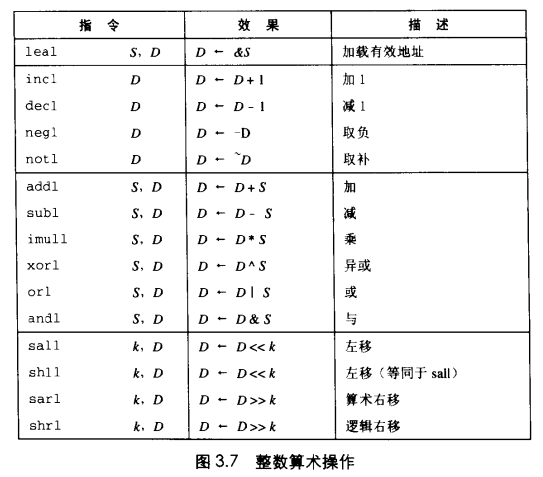 指 令 效 果 描 述
leal S, D D ← &S 加载有效地址
incl D D ← D+1 加 1
decl D D ← D-1 减 1
negl D D ← -D 取负
notl D D ← ~D 取补
addl S, D D ← D+S 加
subl S, D D ← D- S 减
imull S, D D ← D* S 乘
xorl S, D D ← D^ S 异或
orl S, D D ← D| S 或
andl S, D D ← D& S 与
sall k, D D ← D<< k 左移
shll k, D D ← D<< k 左移（等同于 sall）
sarl k, D D ← D>> k 算术右移
shrl k, D D ← D>> k 逻辑右移
图 3.7 整数算术操作